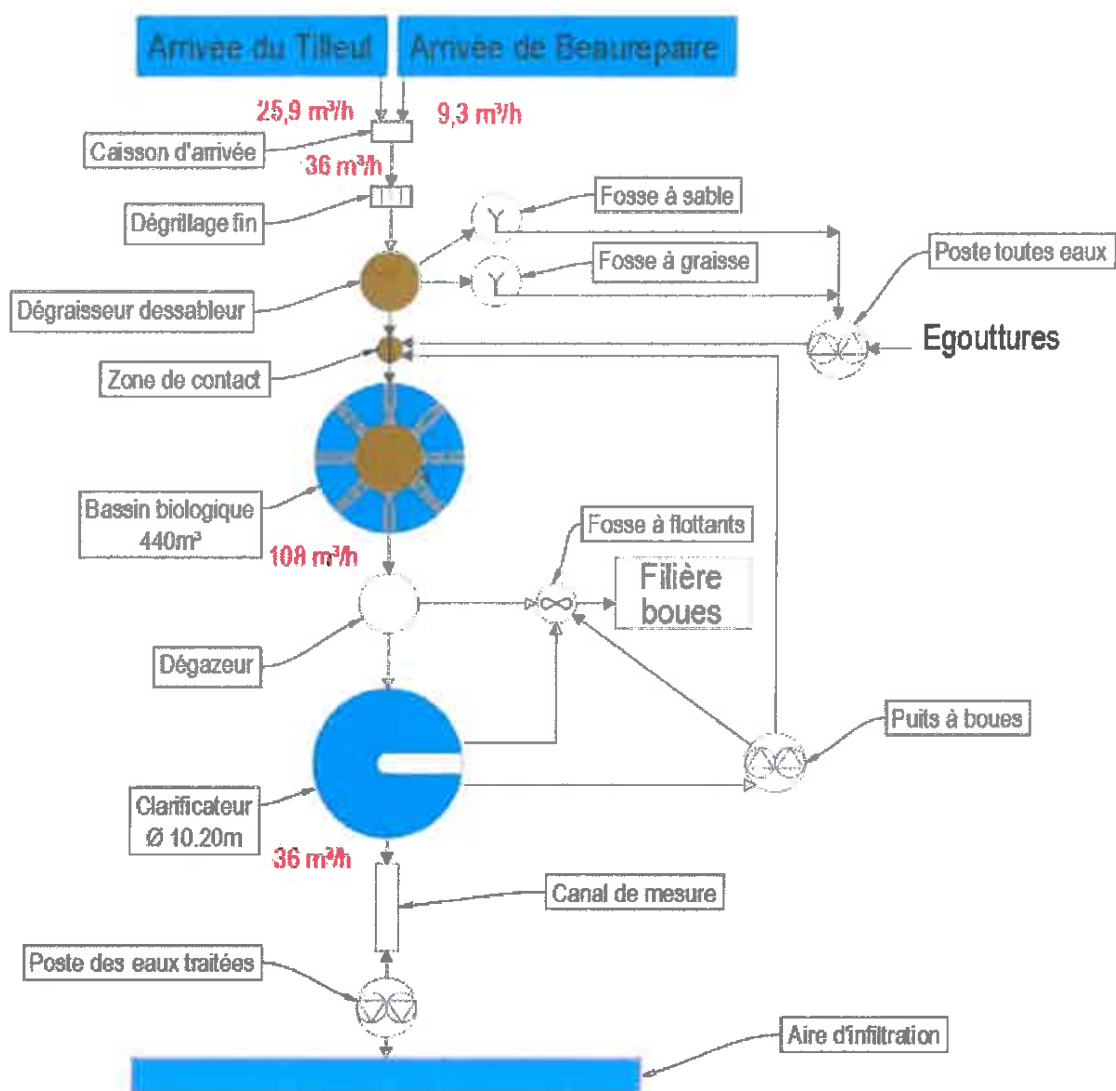 Arrivée du Tilleul
Arrivée de Beaurepaire
25,9 m³/h
9,3 m³/h
Caisson d'arrivée
36 m³/h
Dégrillage fin
Fosse à sable
Fosse à graisse
Poste toutes eaux
Dégraisseur dessableur
Egouttures
Zone de contact
Bassin biologique
440m³
108 m³/h
Fosse à flottants
Filière
boues
Dégazeur
Puits à boues
Clarificateur
Ø 10.20m
36 m³/h
Canal de mesure
Poste des eaux traitées
Aire d'infiltration